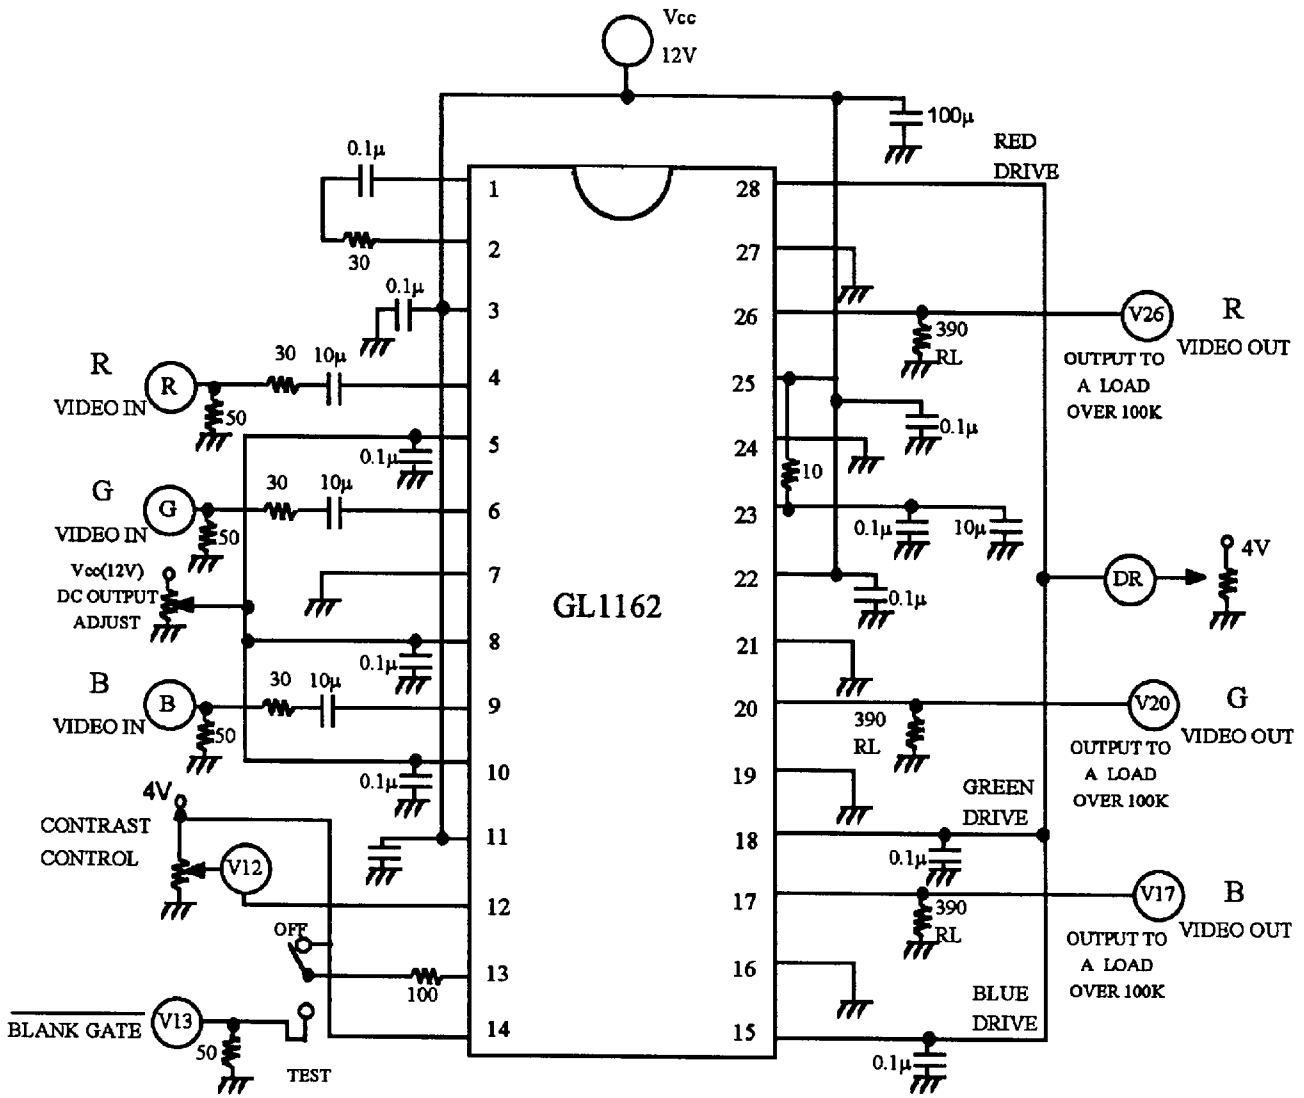 Vcc
12V
100µ
RED
DRIVE
0.1µ
30
0.1µ
1
2
3
4
5
6
7
8
9
10
11
12
13
14
28
27
26
25
24
23
22
21
20
19
18
17
16
15
GL1162
R
VIDEO IN
R
30
10µ
50
0.1µ
G
VIDEO IN
G
30
10µ
50
Vcc(12V)
DC OUTPUT
ADJUST
0.1µ
B
VIDEO IN
B
30
10µ
50
0.1µ
4V
CONTRAST
CONTROL
V12
OFF
100
BLANK GATE
V13
50
TEST
390
RL
V26
R
VIDEO OUT
OUTPUT TO
A LOAD
OVER 100K
0.1µ
10
0.1µ
10µ
0.1µ
DR
4V
390
RL
V20
G
VIDEO OUT
OUTPUT TO
A LOAD
OVER 100K
GREEN
DRIVE
0.1µ
390
RL
V17
B
VIDEO OUT
OUTPUT TO
A LOAD
OVER 100K
BLUE
DRIVE
0.1µ